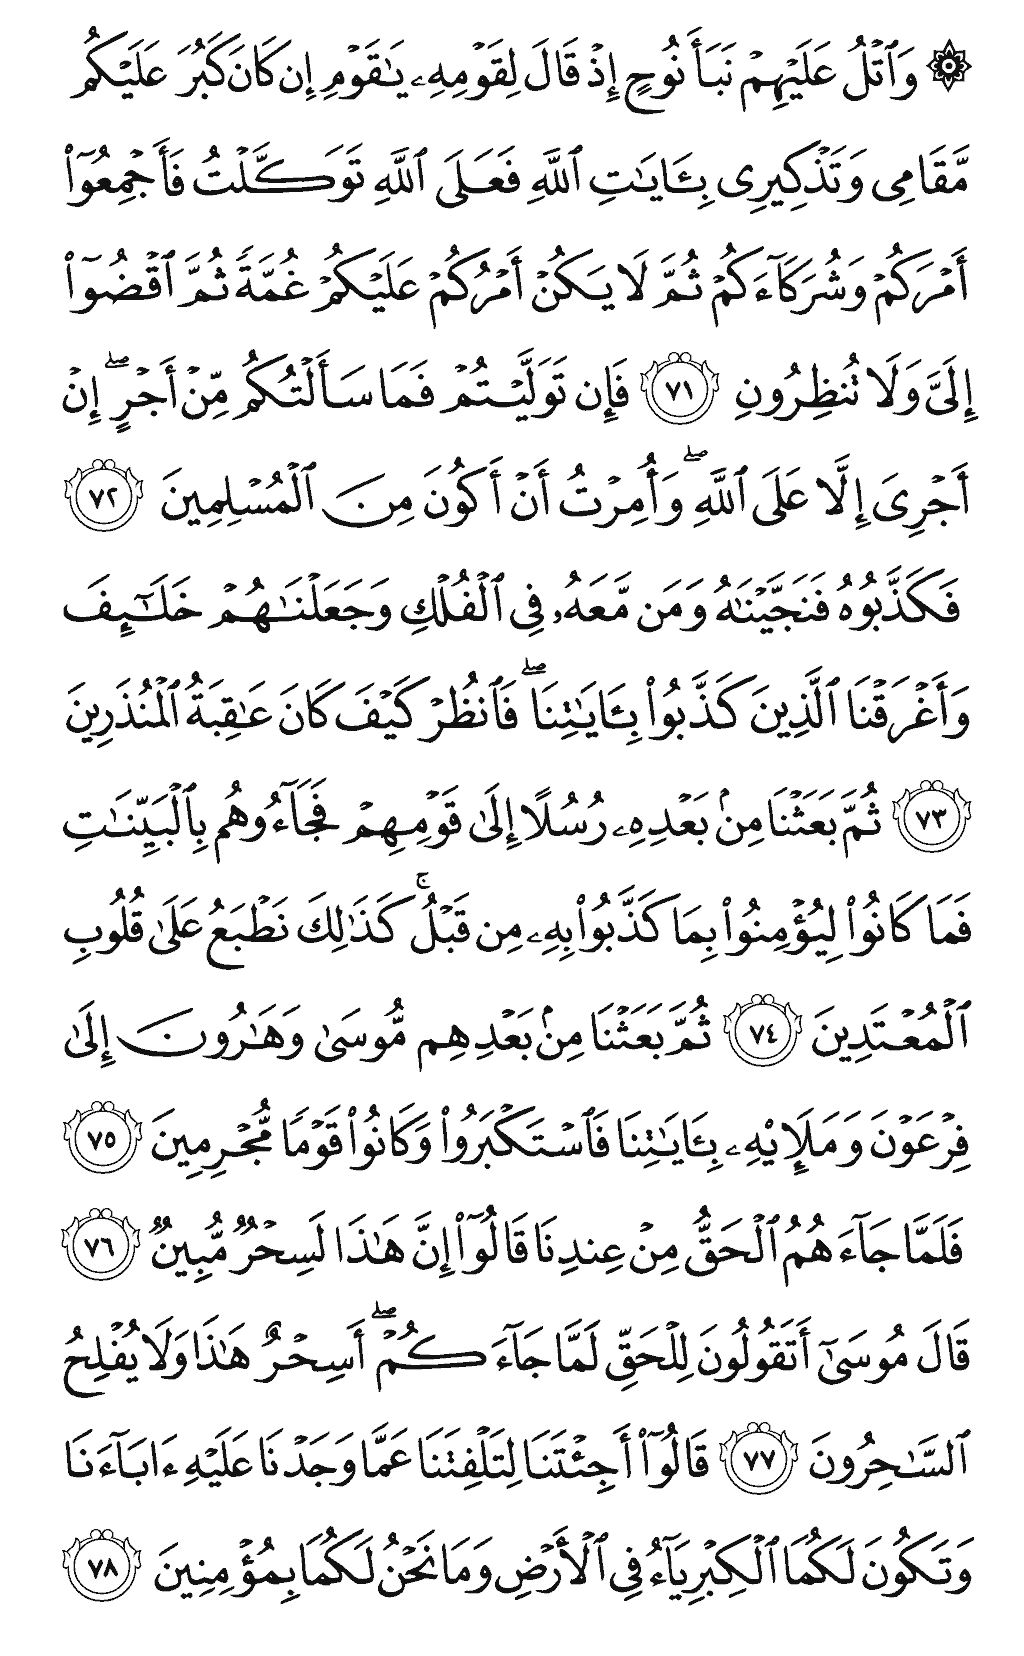 ۞ وَٱتۡلُ عَلَيۡهِمۡ نَبَأَ نُوحٍ إِذۡ قَالَ لِقَوۡمِهِۦ يَٰقَوۡمِ إِن كَانَ كَبُرَ عَلَيۡكُم
مَّقَامِي وَتَذۡكِيرِي بِـَٔايَٰتِ ٱللَّهِ فَعَلَى ٱللَّهِ تَوَكَّلۡتُ فَأَجۡمِعُوٓاْ
أَمۡرَكُمۡ وَشُرَكَآءَكُمۡ ثُمَّ لَا يَكُنۡ أَمۡرُكُمۡ عَلَيۡكُمۡ غُمَّةٗ ثُمَّ ٱقۡضُوٓاْ
إِلَيَّ وَلَا تُنظِرُونِ ٧١ فَإِن تَوَلَّيۡتُمۡ فَمَا سَأَلۡتُكُم مِّنۡ أَجۡرٍۖ إِنۡ
أَجۡرِيَ إِلَّا عَلَى ٱللَّهِۖ وَأُمِرۡتُ أَنۡ أَكُونَ مِنَ ٱلۡمُسۡلِمِينَ ٧٢
فَكَذَّبُوهُ فَنَجَّيۡنَٰهُ وَمَن مَّعَهُۥ فِي ٱلۡفُلۡكِ وَجَعَلۡنَٰهُمۡ خَلَٰٓئِفَ
وَأَغۡرَقۡنَا ٱلَّذِينَ كَذَّبُواْ بِـَٔايَٰتِنَاۖ فَٱنظُرۡ كَيۡفَ كَانَ عَٰقِبَةُ ٱلۡمُنذَرِينَ
٧٣ ثُمَّ بَعَثۡنَا مِنۢ بَعۡدِهِۦ رُسُلًا إِلَىٰ قَوۡمِهِمۡ فَجَآءُوهُم بِٱلۡبَيِّنَٰتِ
فَمَا كَانُواْ لِيُؤۡمِنُواْ بِمَا كَذَّبُواْ بِهِۦ مِن قَبۡلُۚ كَذَٰلِكَ نَطۡبَعُ عَلَىٰ قُلُوبِ
ٱلۡمُعۡتَدِينَ ٧٤ ثُمَّ بَعَثۡنَا مِنۢ بَعۡدِهِم مُّوسَىٰ وَهَٰرُونَ إِلَىٰ
فِرۡعَوۡنَ وَمَلَإِيْهِۦ بِـَٔايَٰتِنَا فَٱسۡتَكۡبَرُواْ وَكَانُواْ قَوۡمٗا مُّجۡرِمِينَ ٧٥
فَلَمَّا جَآءَهُمُ ٱلۡحَقُّ مِنۡ عِندِنَا قَالُوٓاْ إِنَّ هَٰذَا لَسِحۡرٞ مُّبِينٞ ٧٦
قَالَ مُوسَىٰٓ أَتَقُولُونَ لِلۡحَقِّ لَمَّا جَآءَكُمۡۖ أَسِحۡرٌ هَٰذَا وَلَا يُفۡلِحُ
ٱلسَّٰحِرُونَ ٧٧ قَالُوٓاْ أَجِئۡتَنَا لِتَلۡفِتَنَا عَمَّا وَجَدۡنَا عَلَيۡهِ ءَابَآءَنَا
وَتَكُونَ لَكُمَا ٱلۡكِبۡرِيَآءُ فِي ٱلۡأَرۡضِ وَمَا نَحۡنُ لَكُمَا بِمُؤۡمِنِينَ ٧٨